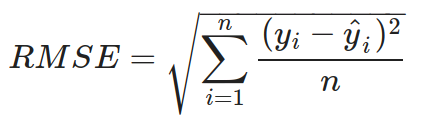 RMSE = \sqrt{\sum_{i=1}^{n} \frac{(y_i - \hat{y}_i)^2}{n}}